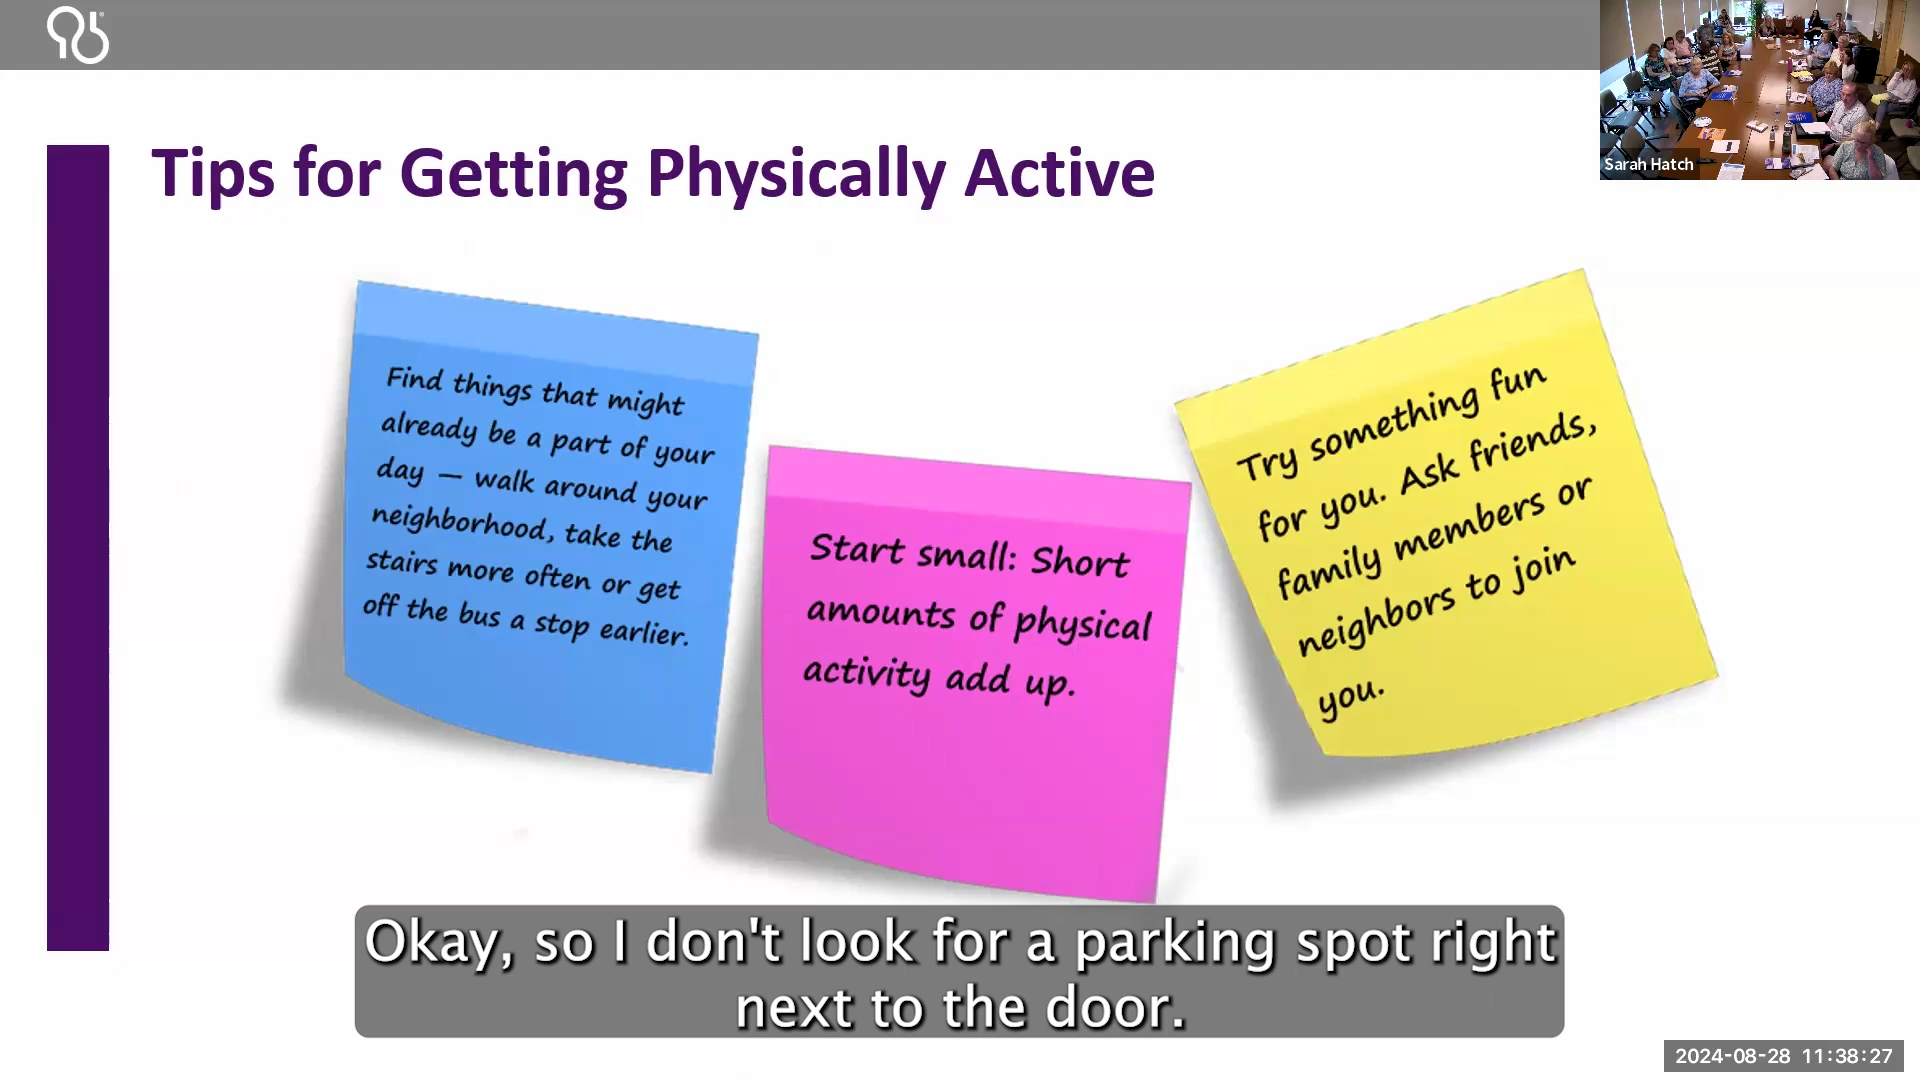 Sarah Hatch
Tips for Getting Physically Active
Find things that might
already be a part of your
day — walk around your
neighborhood, take the
stairs more often or get
off the bus a stop earlier.
Start small: Short
amounts of physical
activity add up.
Try something fun
for you. Ask friends,
family members or
neighbors to join
you.
Okay, so I don't look for a parking spot right
next to the door.
2024-08-28 11:38:27